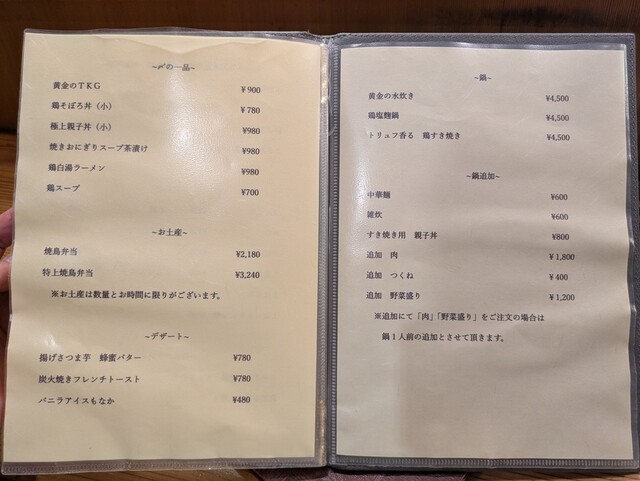 ~〆の一品~
黄金のTKG ¥900
鶏そぼろ丼（小） ¥780
極上親子丼（小） ¥980
焼きおにぎりスープ茶漬け ¥980
鶏白湯ラーメン ¥980
鶏スープ ¥700
~お土産~
焼鳥弁当 ¥2,180
特上焼鳥弁当 ¥3,240
※お土産は数量とお時間に限りがございます。
~デザート~
揚げさつま芋 蜂蜜バター ¥780
炭火焼きフレンチトースト ¥780
バニラアイスもなか ¥480
~鍋~
黄金の水炊き ¥4,500
鶏塩麹鍋 ¥4,500
トリュフ香る 鶏すき焼き ¥4,500
~鍋追加~
中華麺 ¥600
雑炊 ¥600
すき焼き用 親子丼 ¥800
追加 肉 ¥1,800
追加 つくね ¥400
追加 野菜盛り ¥1,200
※追加にて「肉」「野菜盛り」をご注文の場合は
鍋１人前の追加とさせて頂きます。